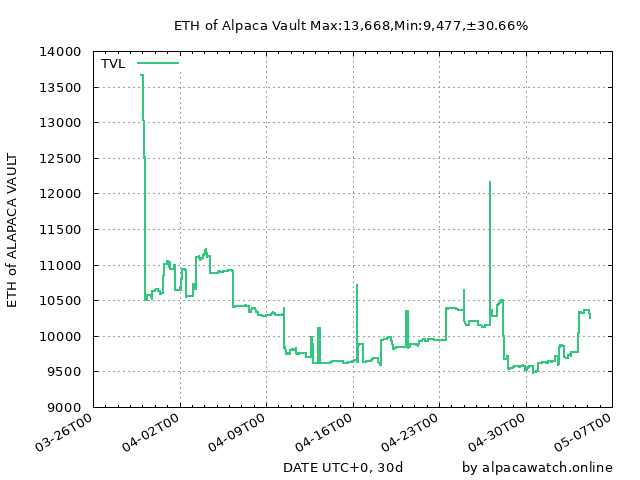 ETH of Alpaca Vault Max:13,668,Min:9,477,±30.66%
TVL
14000
13500
13000
12500
12000
11500
11000
10500
10000
9500
9000
ETH of ALAPACA VAULT
03-26T00
04-02T00
04-09T00
04-16T00
04-23T00
04-30T00
05-07T00
DATE UTC+0, 30d
by alpacawatch.online